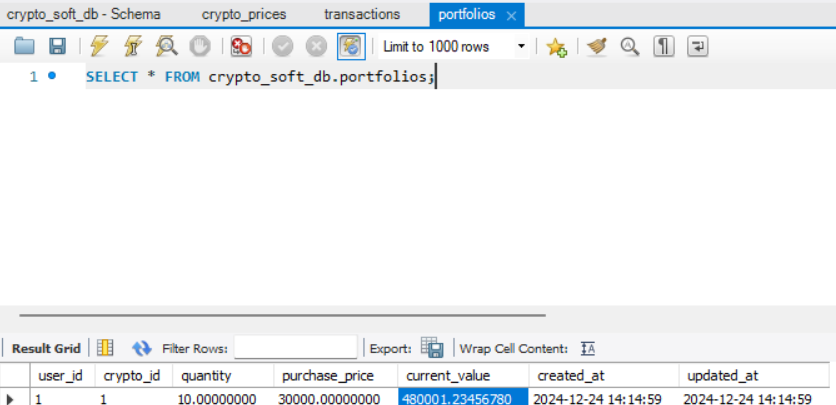 crypto_soft_db - Schema crypto_prices transactions portfolios
Limit to 1000 rows
1 SELECT * FROM crypto_soft_db.portfolios;
Result Grid Filter Rows: Export: Wrap Cell Content: IA
user_id crypto_id quantity purchase_price current_value created_at updated_at
1 1 10.00000000 30000.00000000 480001.23456780 2024-12-24 14:14:59 2024-12-24 14:14:59